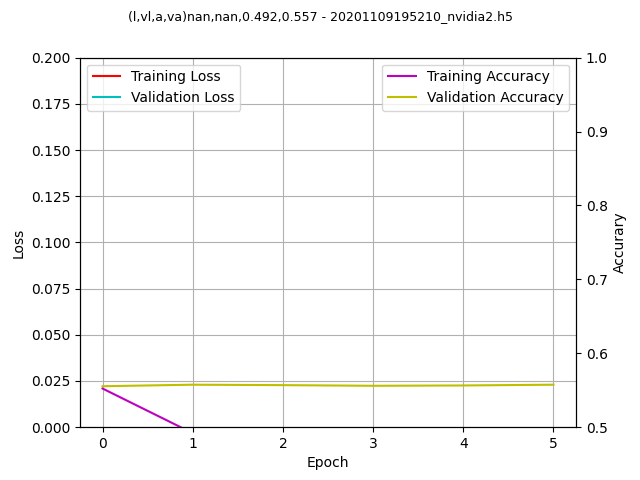 (l,vl,a,va)nan,nan,0.492,0.557 - 20201109195210_nvidia2.h5
Training Loss
Validation Loss
Training Accuracy
Validation Accuracy
0.200
0.175
0.150
0.125
0.100
0.075
0.050
0.025
0.000
Loss
1.0
0.9
0.8
0.7
0.6
0.5
Accurary
0 1 2 3 4 5
Epoch